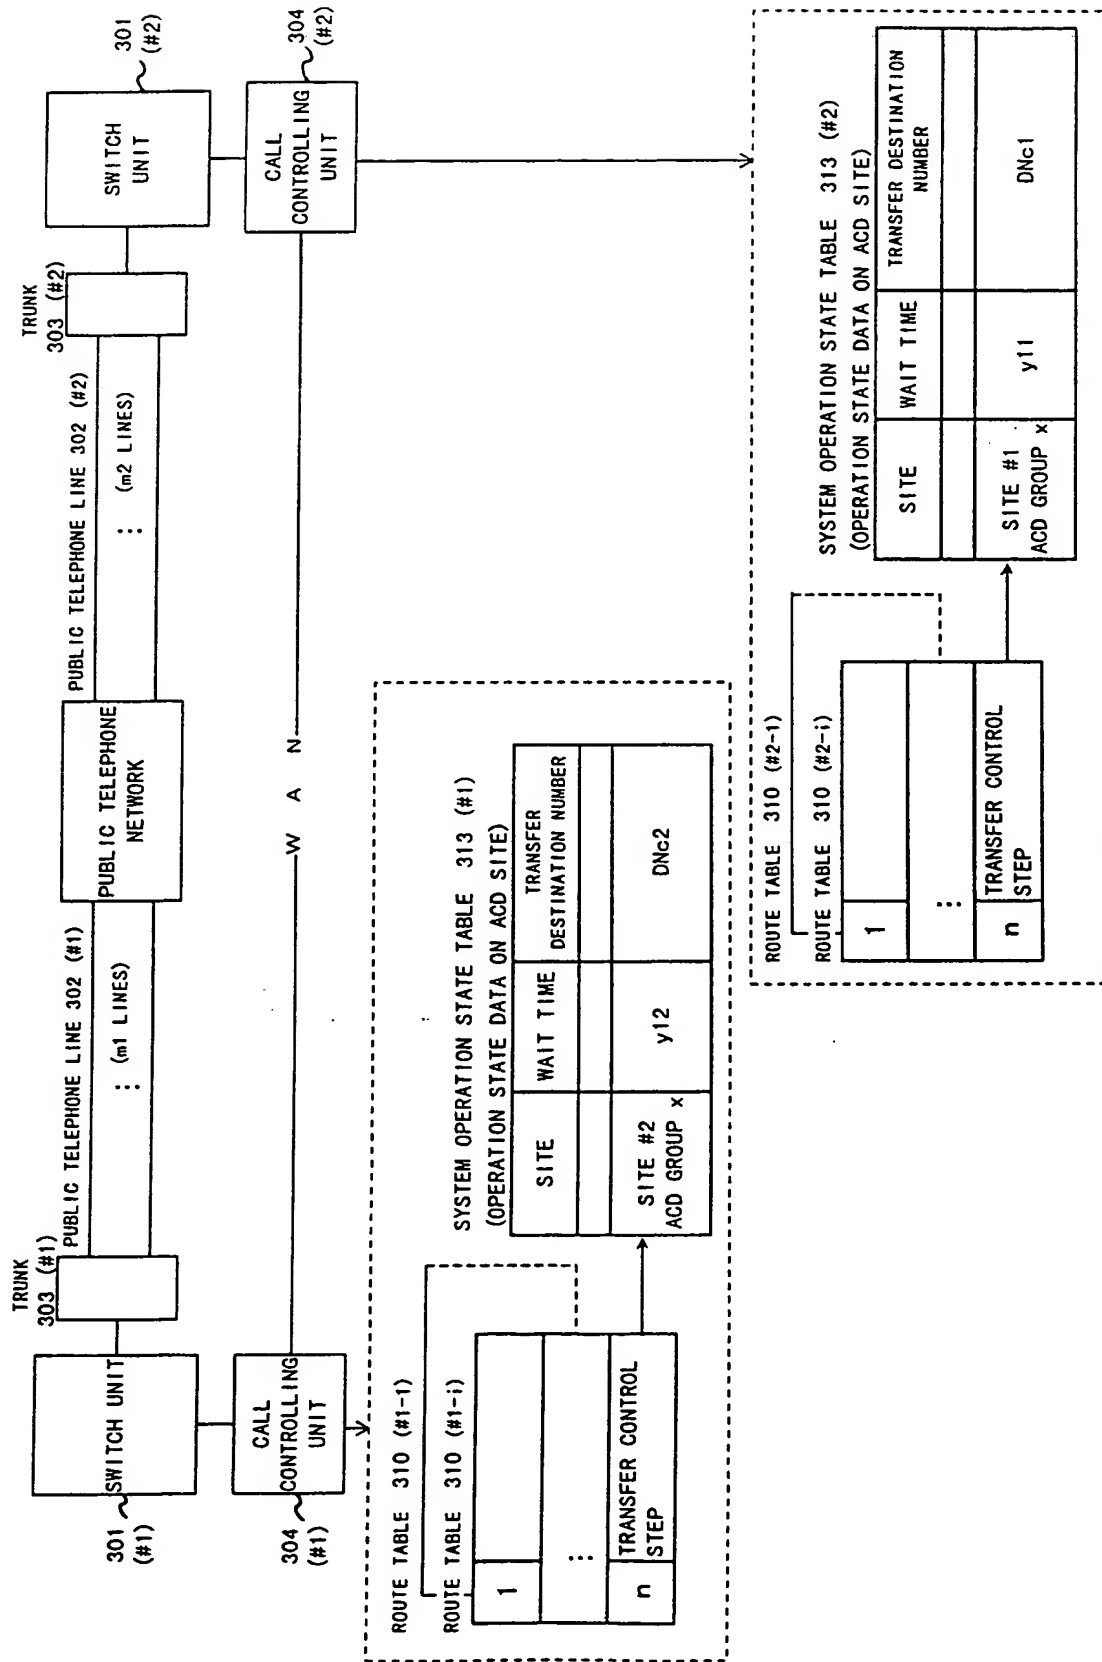 TRUNK
303 (#1)
PUBLIC TELEPHONE LINE 302 (#1)
(m1 LINES)
SWITCH UNIT
301
(#1)
CALL
CONTROLLING
UNIT
304
(#1)
PUBLIC TELEPHONE
NETWORK
PUBLIC TELEPHONE LINE 302 (#2)
(m2 LINES)
TRUNK
303 (#2)
SWITCH
UNIT
301
(#2)
CALL
CONTROLLING
UNIT
304
(#2)
W A N
ROUTE TABLE 310 (#1-1)
ROUTE TABLE 310 (#1-i)
1
⋮
n
TRANSFER CONTROL
STEP
SYSTEM OPERATION STATE TABLE 313 (#1)
(OPERATION STATE DATA ON ACD SITE)
SITE
WAIT TIME
TRANSFER
DESTINATION NUMBER
SITE #2
ACD GROUP x
y12
DNc2
ROUTE TABLE 310 (#2-1)
ROUTE TABLE 310 (#2-i)
1
⋮
n
TRANSFER CONTROL
STEP
SYSTEM OPERATION STATE TABLE 313 (#2)
(OPERATION STATE DATA ON ACD SITE)
SITE
WAIT TIME
TRANSFER DESTINATION
NUMBER
SITE #1
ACD GROUP x
y11
DNc1